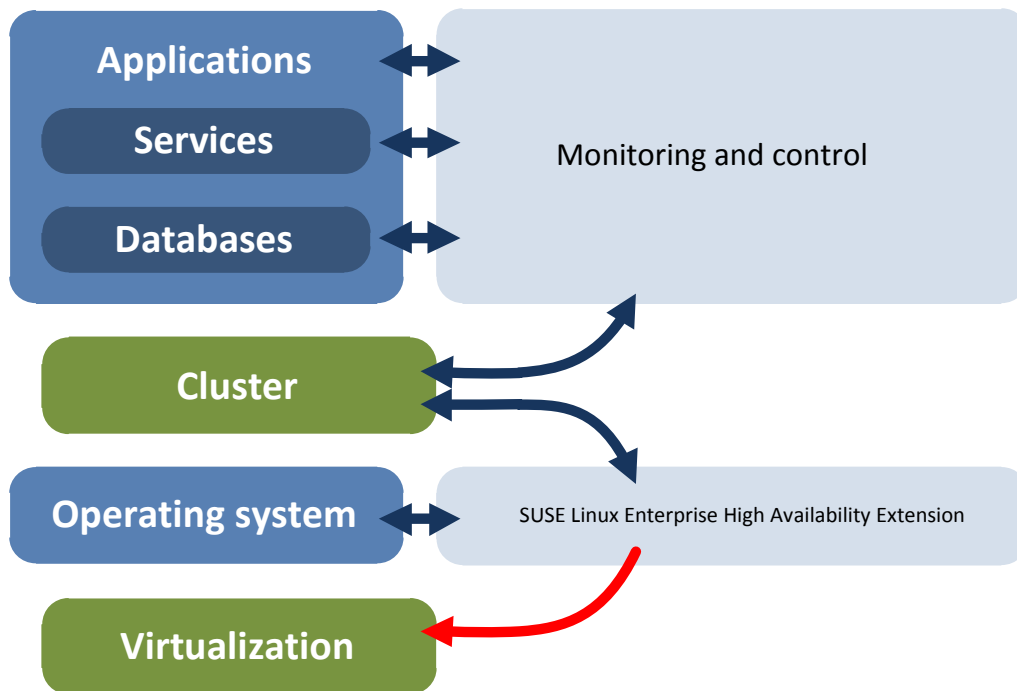 Applications
Services
Databases
Monitoring and control
Cluster
Operating system
SUSE Linux Enterprise High Availability Extension
Virtualization